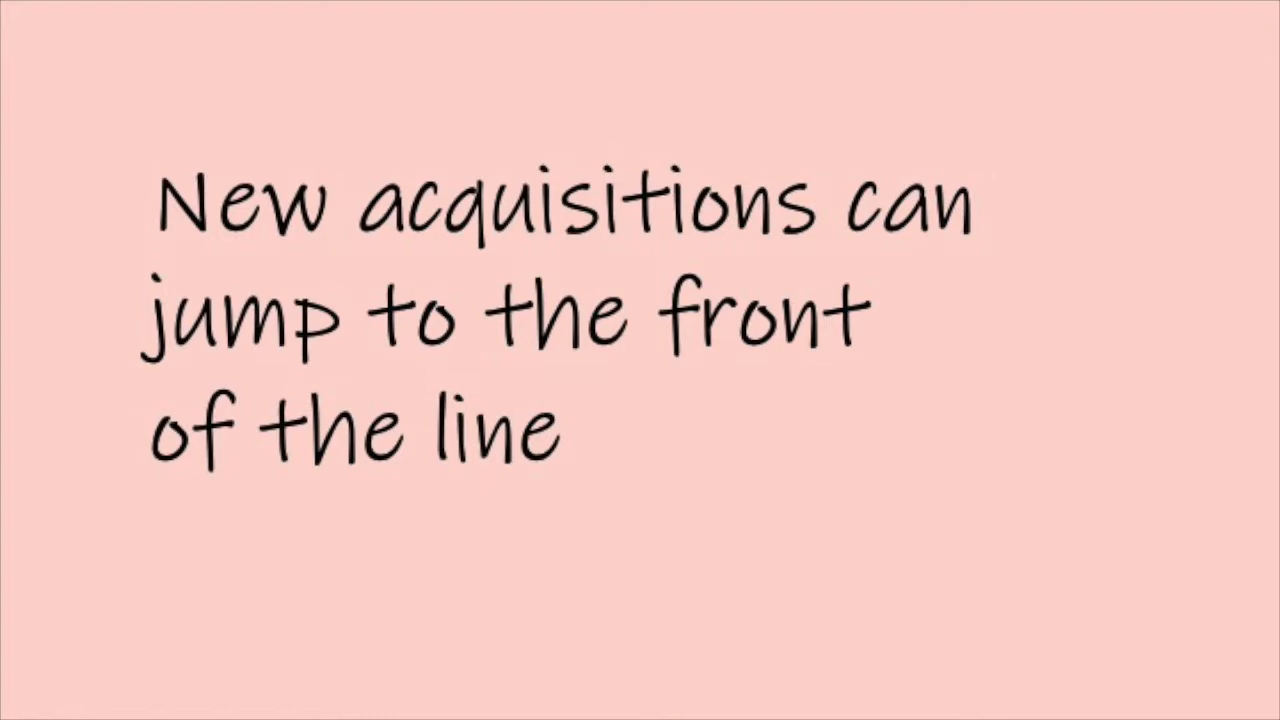 New acquisitions can
jump to the front
of the line